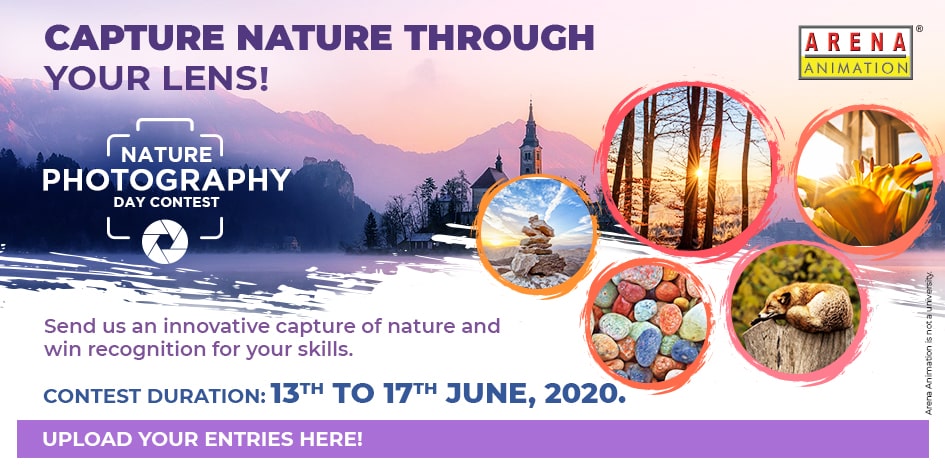 CAPTURE NATURE THROUGH
YOUR LENS!
ARENA ®
ANIMATION
NATURE
PHOTOGRAPHY
DAY CONTEST
Send us an innovative capture of nature and
win recognition for your skills.
CONTEST DURATION: 13TH TO 17TH JUNE, 2020.
UPLOAD YOUR ENTRIES HERE!
Arena Animation is not a university.